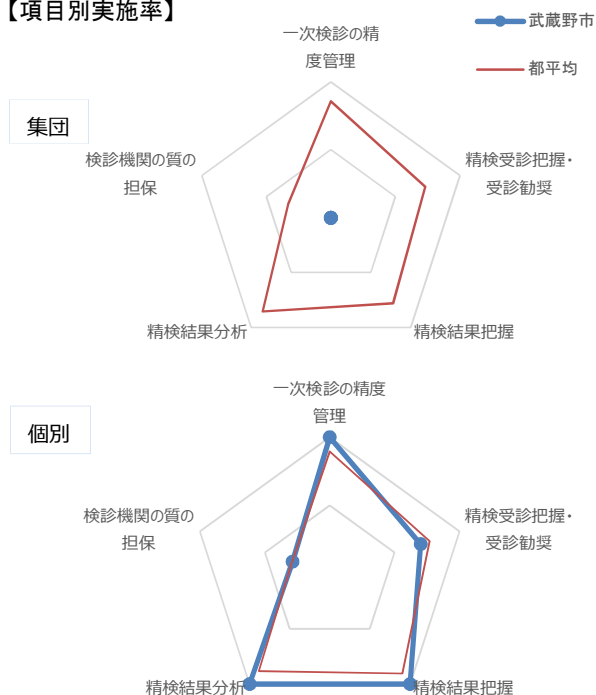 【項目別実施率】
武蔵野市
都平均
集団
一次検診の精
度管理
精検受診把握・
受診勧奨
精検結果把握
精検結果分析
検診機関の質の
担保
個別
一次検診の精度
管理
精検受診把握・
受診勧奨
精検結果把握
精検結果分析
検診機関の質の
担保